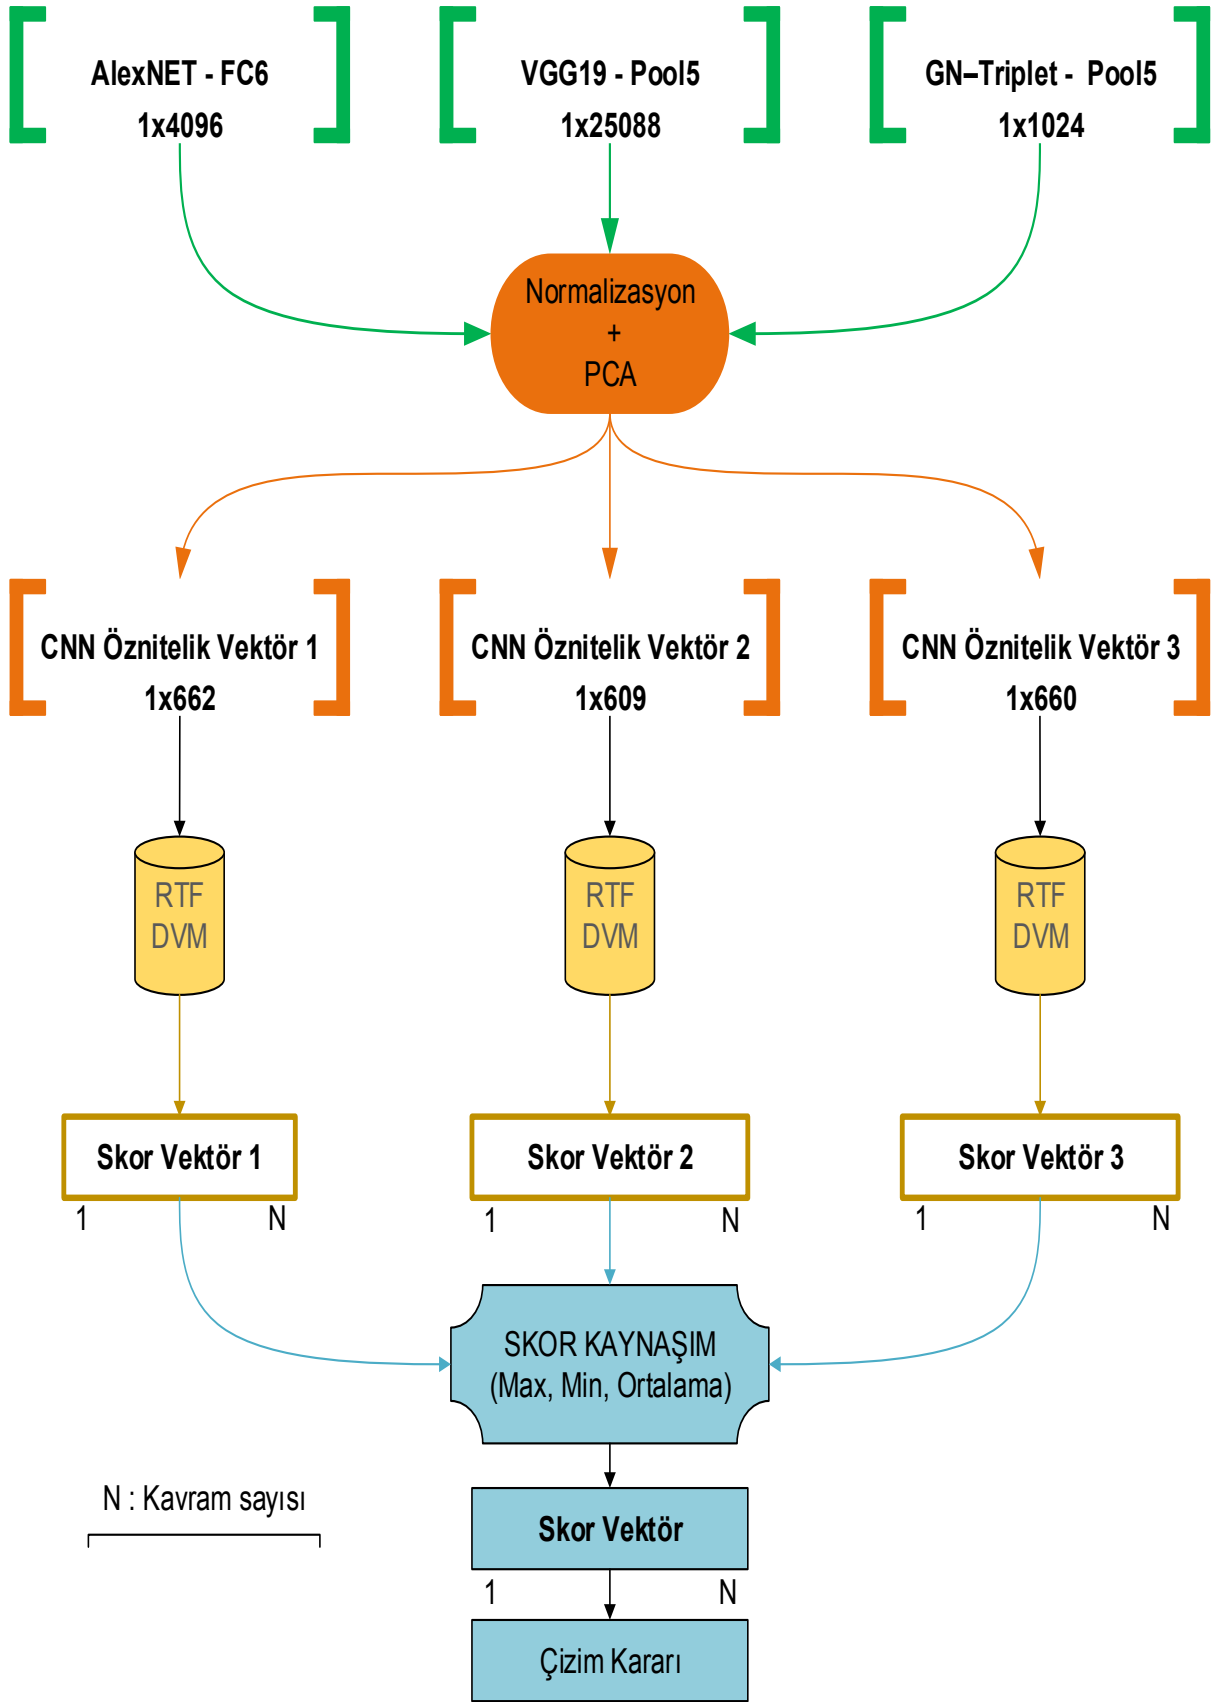 AlexNET - FC6
1x4096
VGG19 - Pool5
1x25088
GN–Triplet - Pool5
1x1024
Normalizasyon
+
PCA
CNN Öznitelik Vektör 1
1x662
CNN Öznitelik Vektör 2
1x609
CNN Öznitelik Vektör 3
1x660
RTF
DVM
RTF
DVM
RTF
DVM
Skor Vektör 1
1 N
Skor Vektör 2
1 N
Skor Vektör 3
1 N
SKOR KAYNAŞIM
(Max, Min, Ortalama)
N : Kavram sayısı
Skor Vektör
1 N
Çizim Kararı